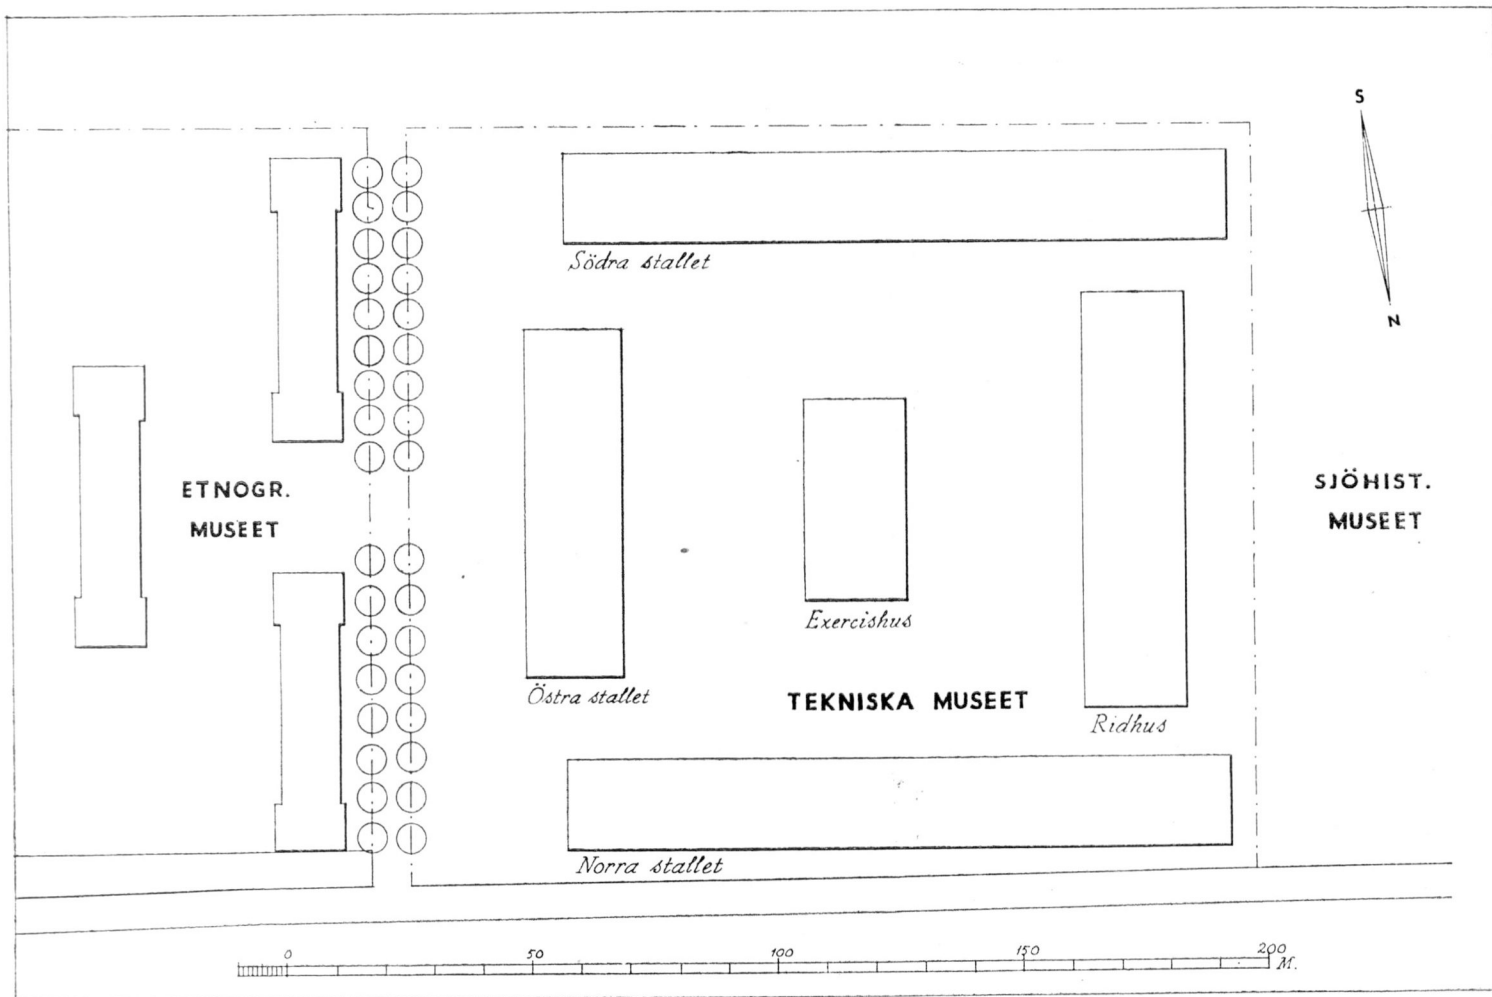 S
N
Södra stallet
ETNOGR.
MUSEET
SJÖHIST.
MUSEET
Exercishus
Östra stallet
TEKNISKA MUSEET
Ridhus
Norra stallet
0 50 100 150 200 M.